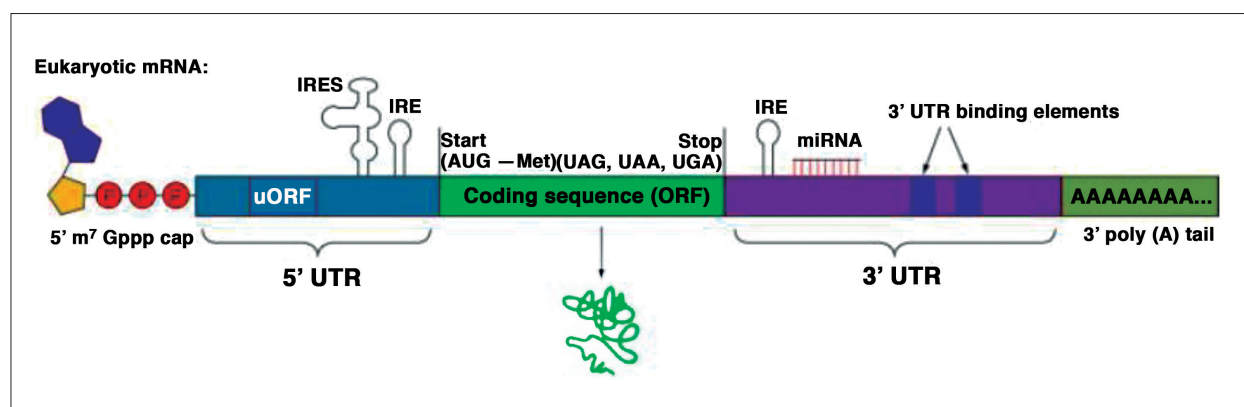 Eukaryotic mRNA:
IRES
IRE
Start
(AUG –Met)
Stop
(UAG, UAA, UGA)
IRE
miRNA
3' UTR binding elements
P P P
uORF
Coding sequence (ORF)
AAAAAAAA...
5' m⁷ Gppp cap
3' poly (A) tail
5' UTR
3' UTR